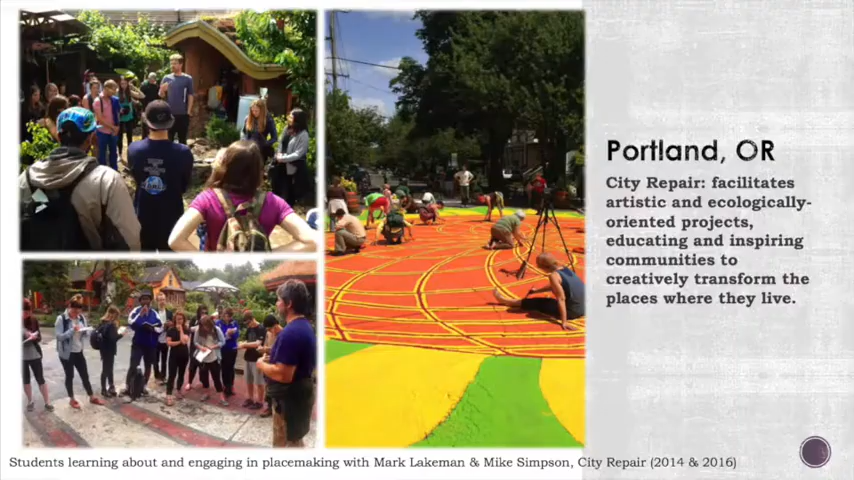 Portland, OR
City Repair: facilitates
artistic and ecologically-
oriented projects,
educating and inspiring
communities to
creatively transform the
places where they live.
Students learning about and engaging in placemaking with Mark Lakeman & Mike Simpson, City Repair (2014 & 2016)